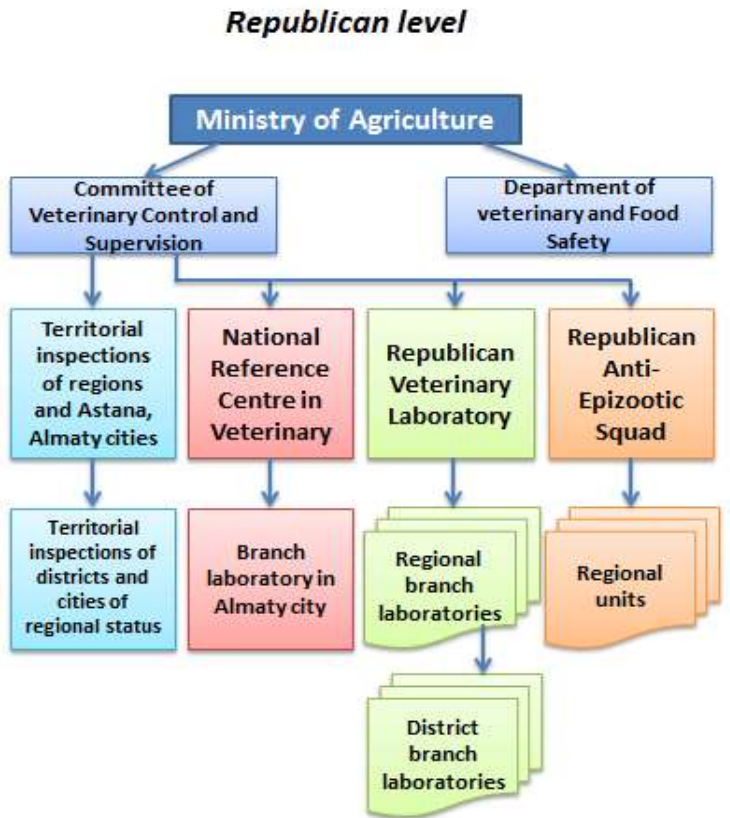 Republican level
Ministry of Agriculture
Committee of
Veterinary Control and
Supervision
Department of
veterinary and Food
Safety
Territorial
inspections
of regions
and Astana,
Almaty cities
National
Reference
Centre in
Veterinary
Republican
Veterinary
Laboratory
Republican
Anti-
Epizootic
Squad
Territorial
inspections of
districts and
cities of
regional status
Branch
laboratory in
Almaty city
Regional
branch
laboratories
Regional
units
District
branch
laboratories